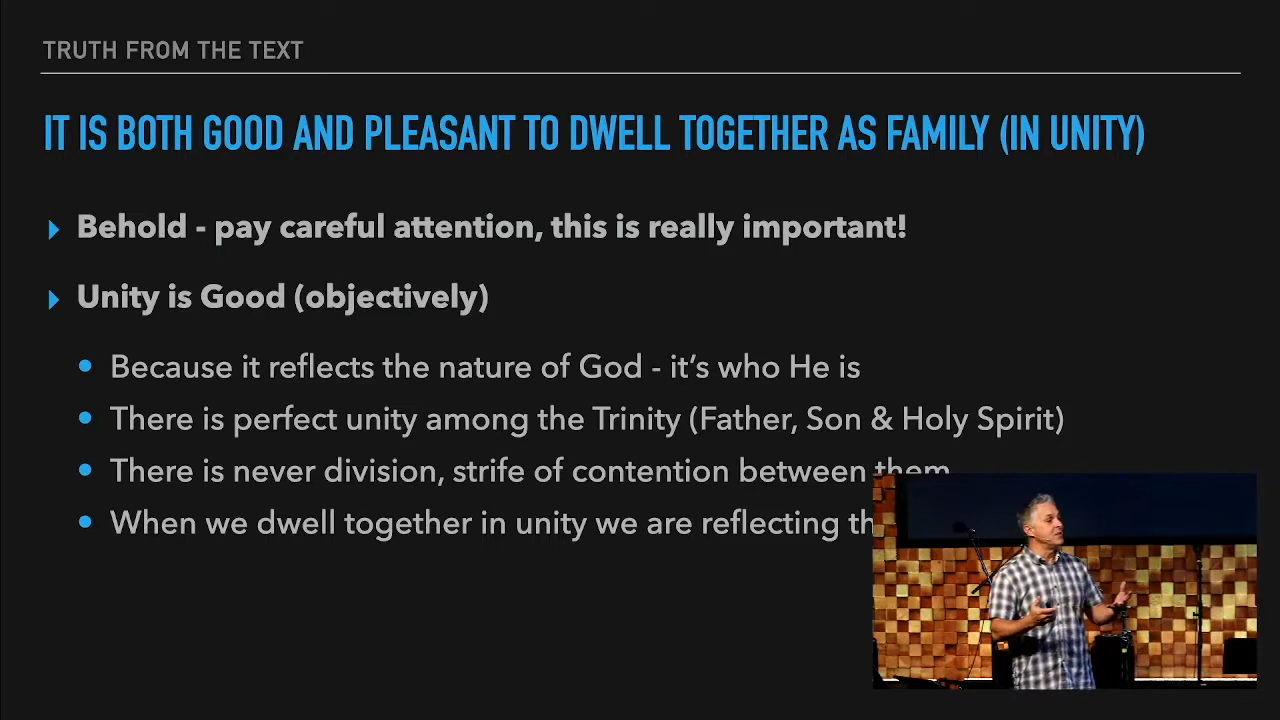 TRUTH FROM THE TEXT
IT IS BOTH GOOD AND PLEASANT TO DWELL TOGETHER AS FAMILY (IN UNITY)
Behold - pay careful attention, this is really important!
Unity is Good (objectively)
Because it reflects the nature of God - it’s who He is
There is perfect unity among the Trinity (Father, Son & Holy Spirit)
There is never division, strife of contention between them
When we dwell together in unity we are reflecting